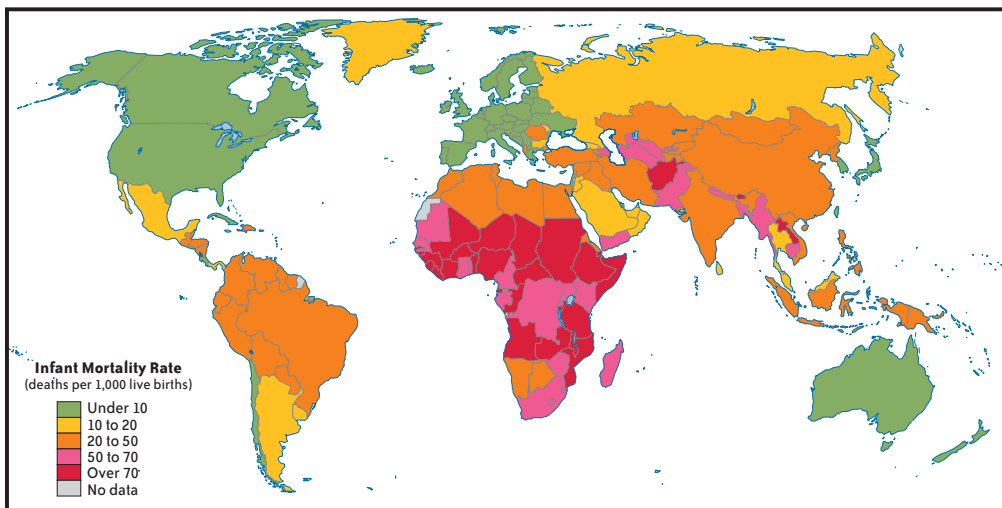 Infant Mortality Rate
(deaths per 1,000 live births)
Under 10
10 to 20
20 to 50
50 to 70
Over 70
No data